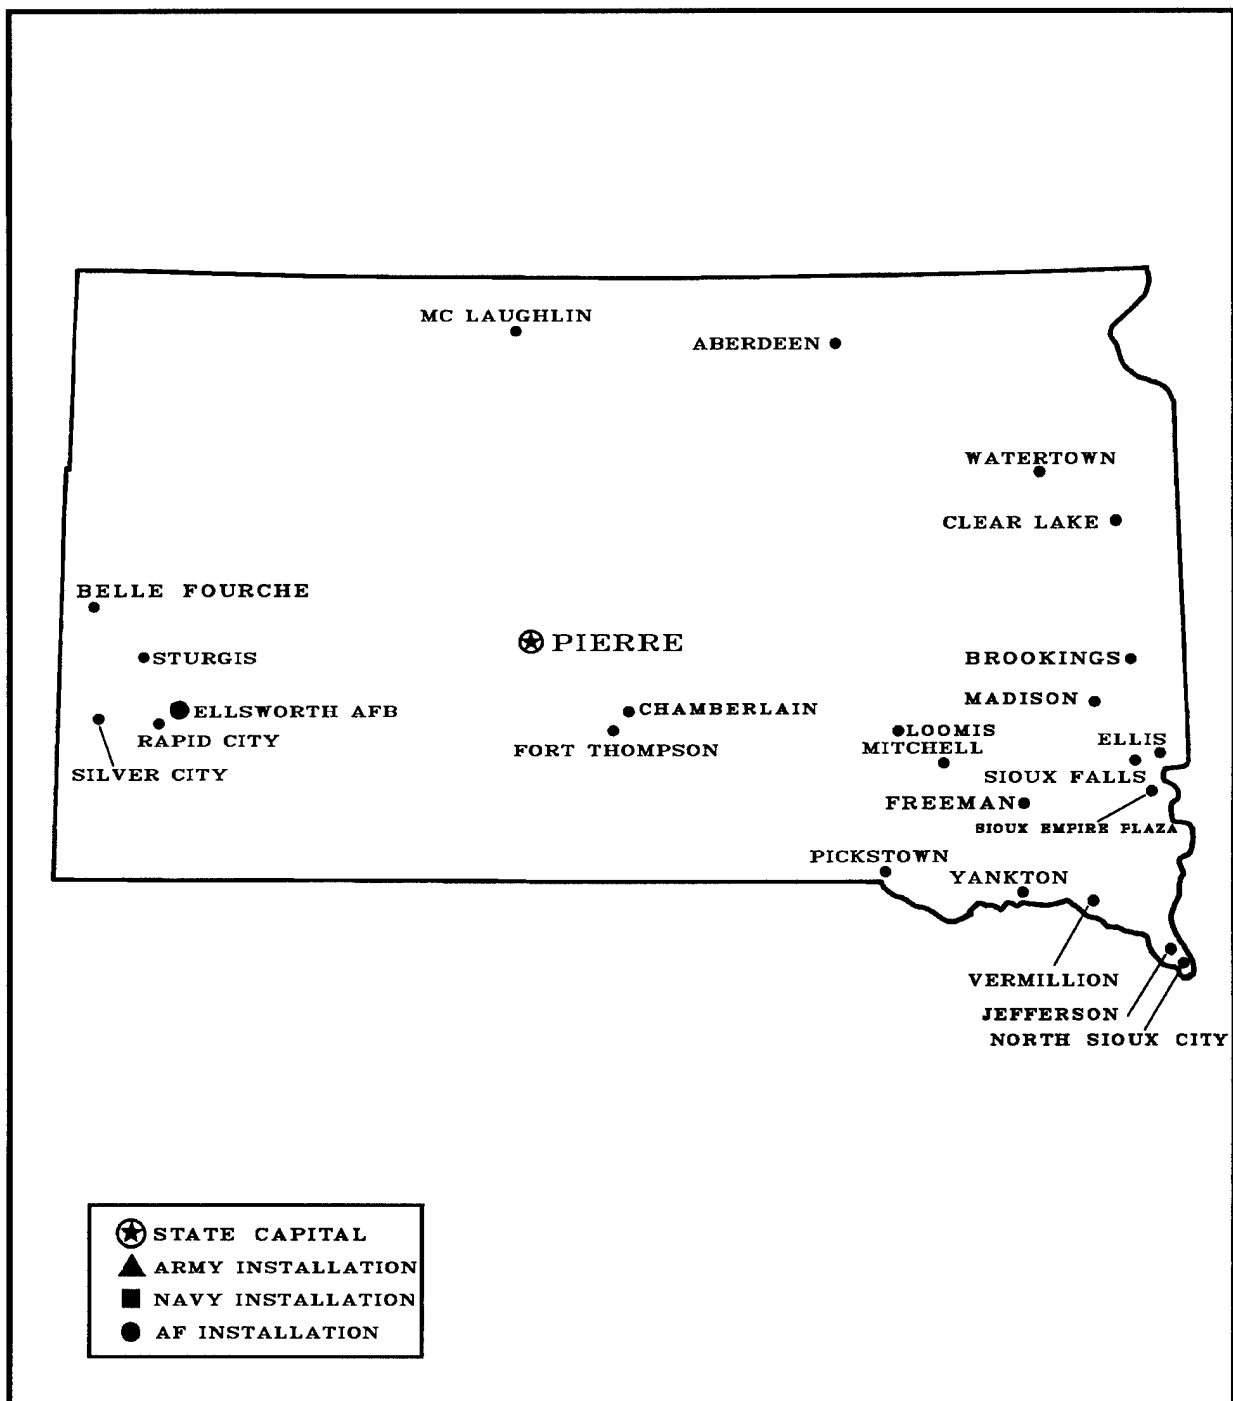 MC LAUGHLIN
ABERDEEN
WATERTOWN
CLEAR LAKE
BELLE FOURCHE
PIERRE
STURGIS
BROOKINGS
MADISON
ELLSWORTH AFB
CHAMBERLAIN
RAPID CITY
FORT THOMPSON
LOOMIS
ELLIS
MITCHELL
SILVER CITY
SIOUX FALLS
FREEMAN
SIOUX EMPIRE PLAZA
PICKSTOWN
YANKTON
VERMILLION
JEFFERSON
NORTH SIOUX CITY
STATE CAPITAL
ARMY INSTALLATION
NAVY INSTALLATION
AF INSTALLATION